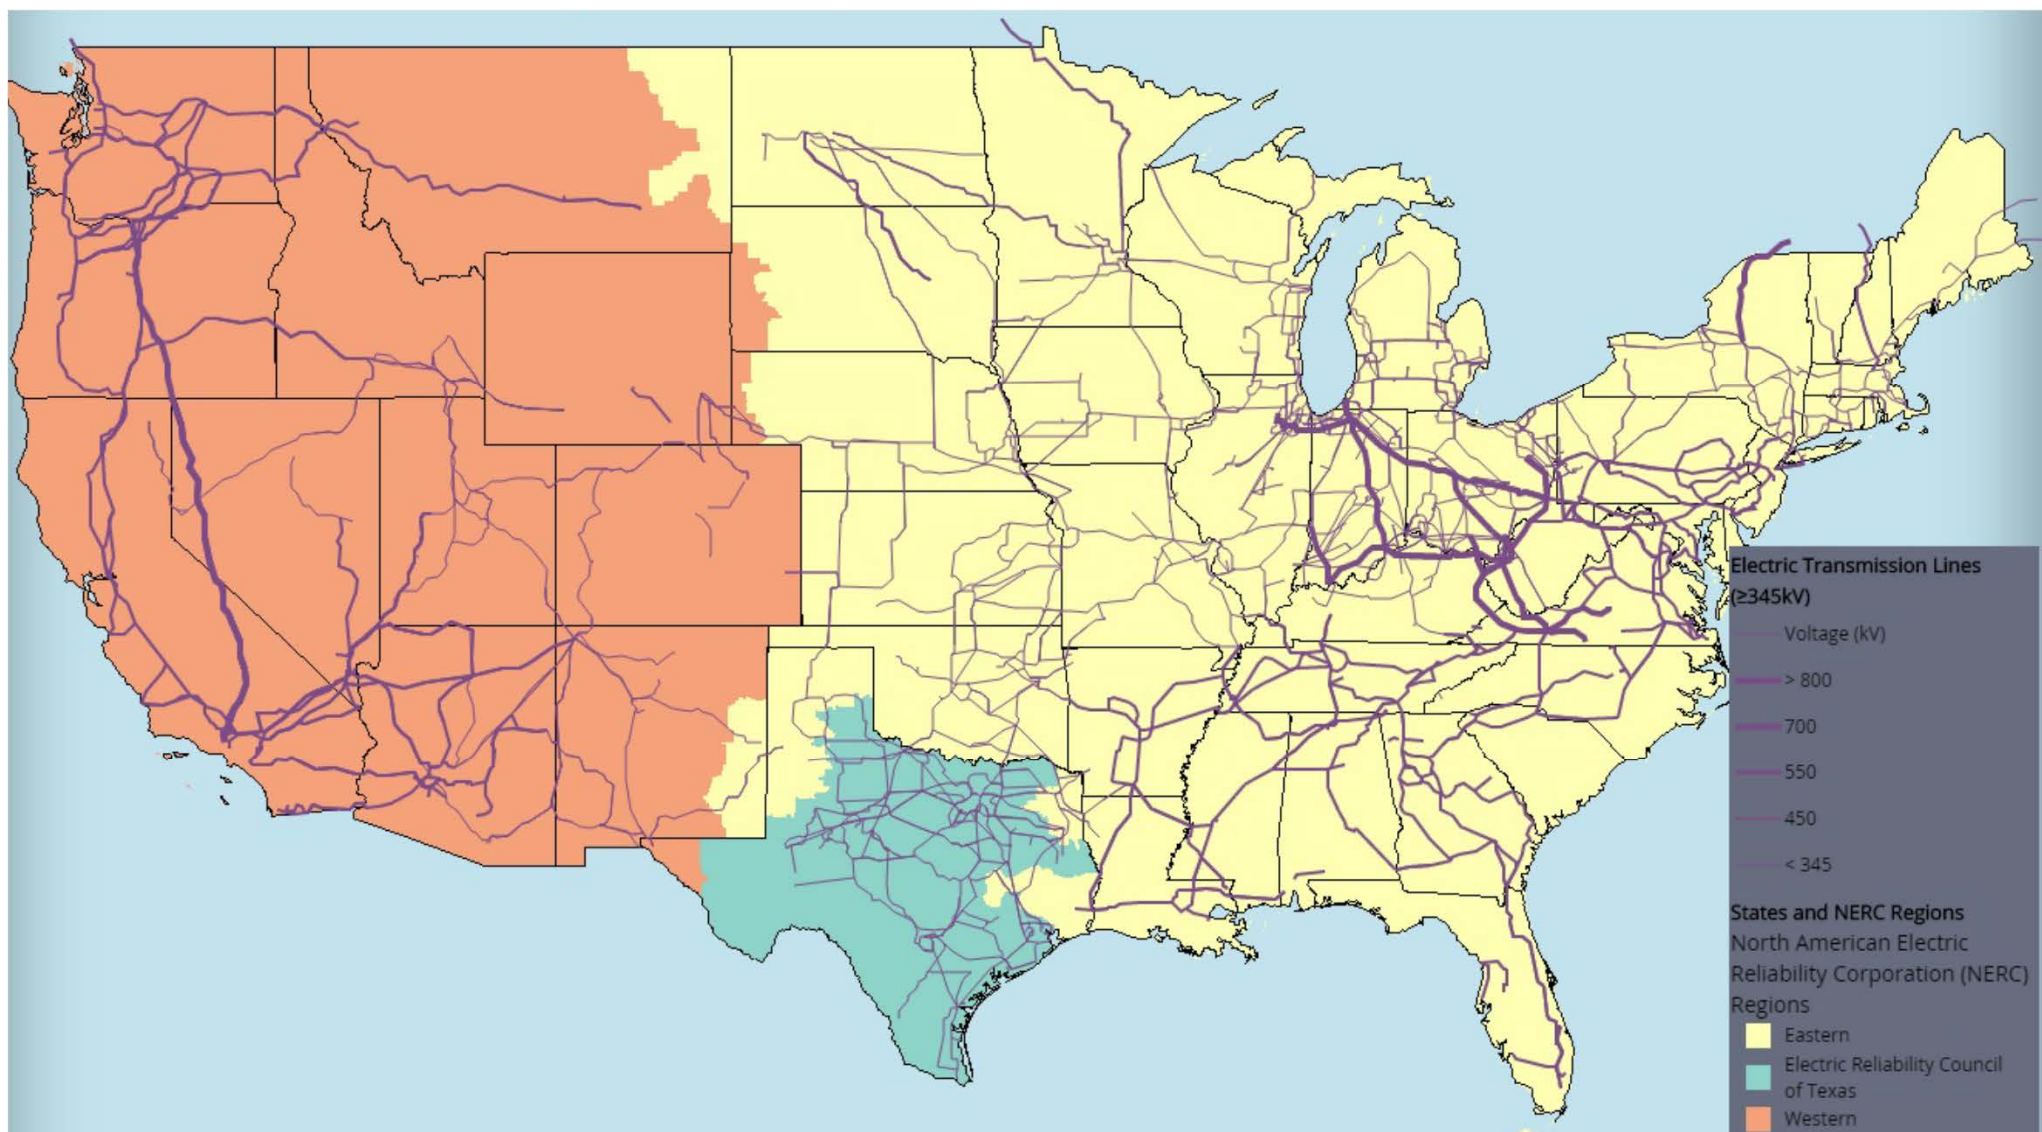 Electric Transmission Lines
(≥345kV)
Voltage (kV)
> 800
700
550
450
< 345
States and NERC Regions
North American Electric
Reliability Corporation (NERC)
Regions
Eastern
Electric Reliability Council
of Texas
Western